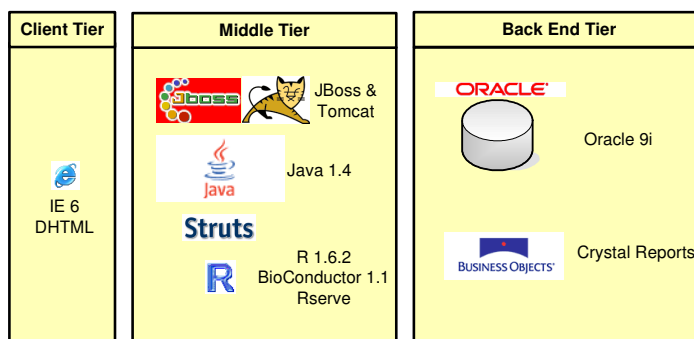 Client Tier
IE 6
DHTML
Middle Tier
Jboss
JBoss &
Tomcat
Java
Java 1.4
Struts
R
R 1.6.2
BioConductor 1.1
Rserve
Back End Tier
ORACLE
Oracle 9i
BUSINESS OBJECTS
Crystal Reports